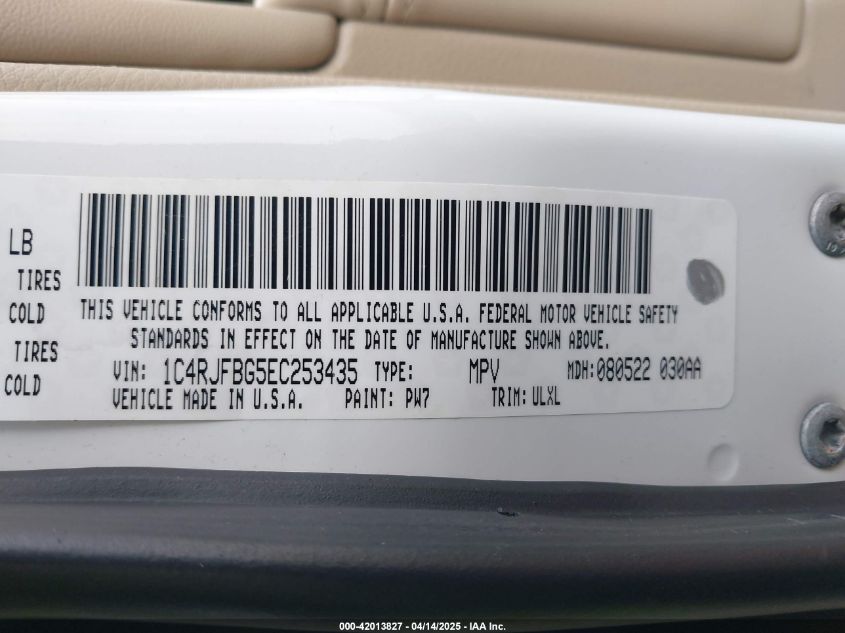 LB
TIRES
COLD
TIRES
COLD
THIS VEHICLE CONFORMS TO ALL APPLICABLE U.S.A. FEDERAL MOTOR VEHICLE SAFETY
STANDARDS IN EFFECT ON THE DATE OF MANUFACTURE SHOWN ABOVE.
VIN: 1C4RJFBG5EC253435 TYPE: MPV MDH:080522 030AA
VEHICLE MADE IN U.S.A. PAINT: PW7 TRIM:ULXL
000-42013827 - 04/14/2025 - IAA Inc.